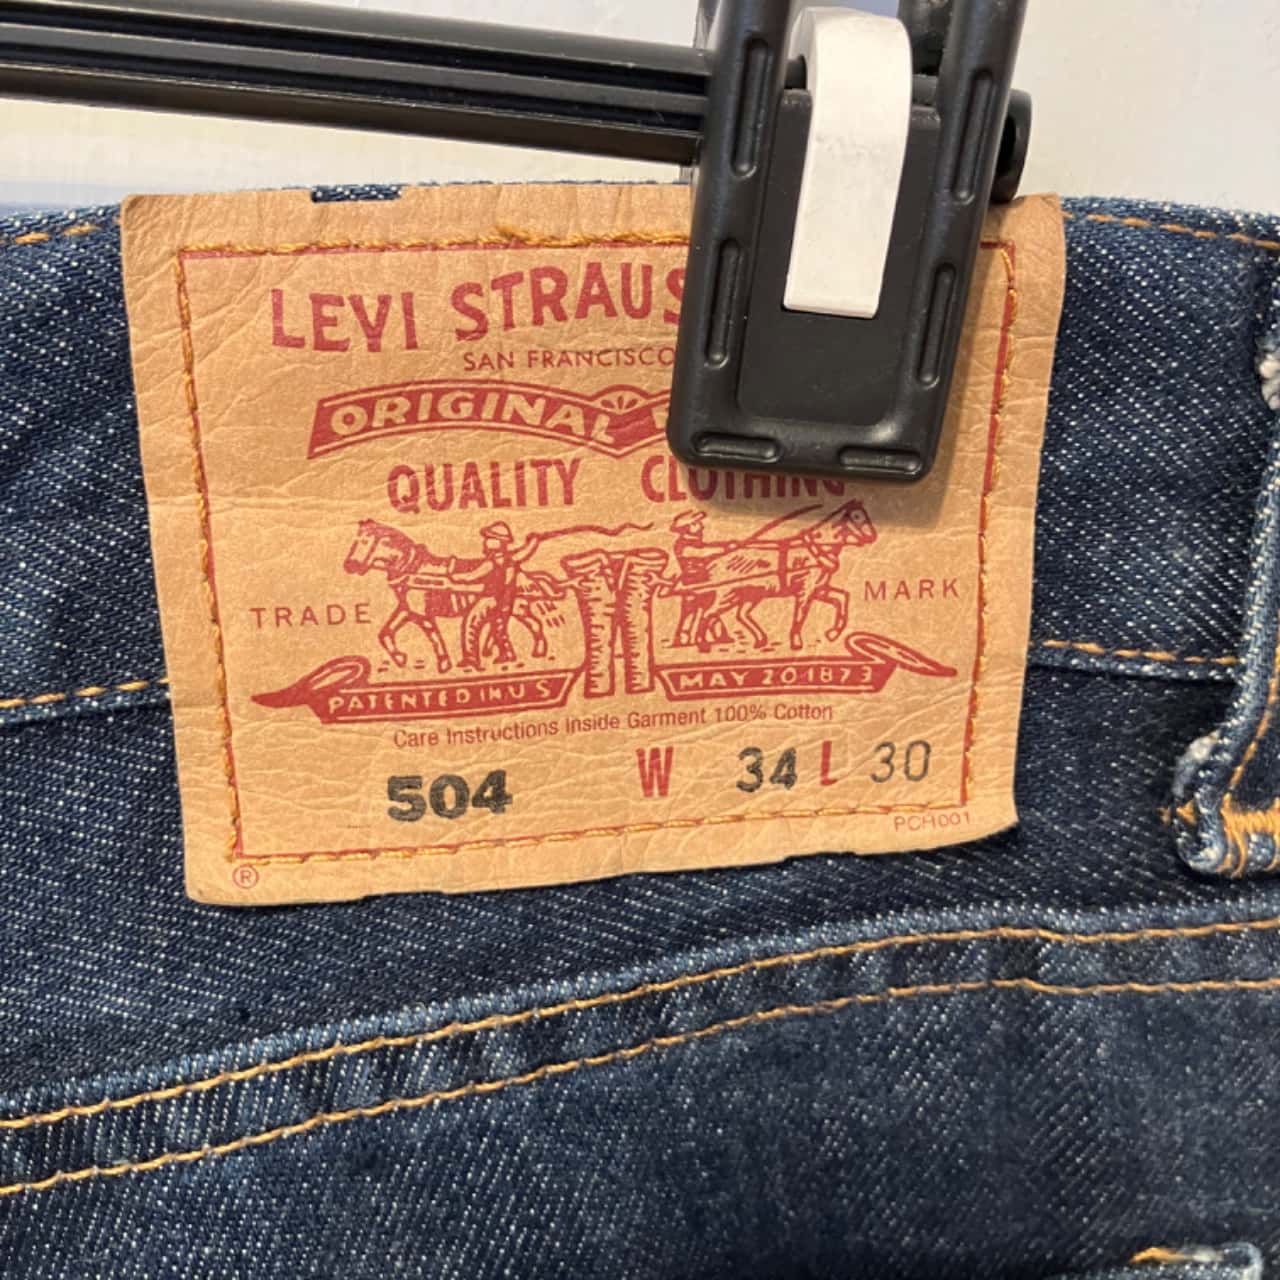 LEVI STRAUS
SAN FRANCISCO
ORIGINAL
QUALITY CLOTHING
TRADE MARK
PATENTED IN U S MAY 20 1873
Care Instructions Inside Garment 100% Cotton
504 W 34 L 30
PCH001
®